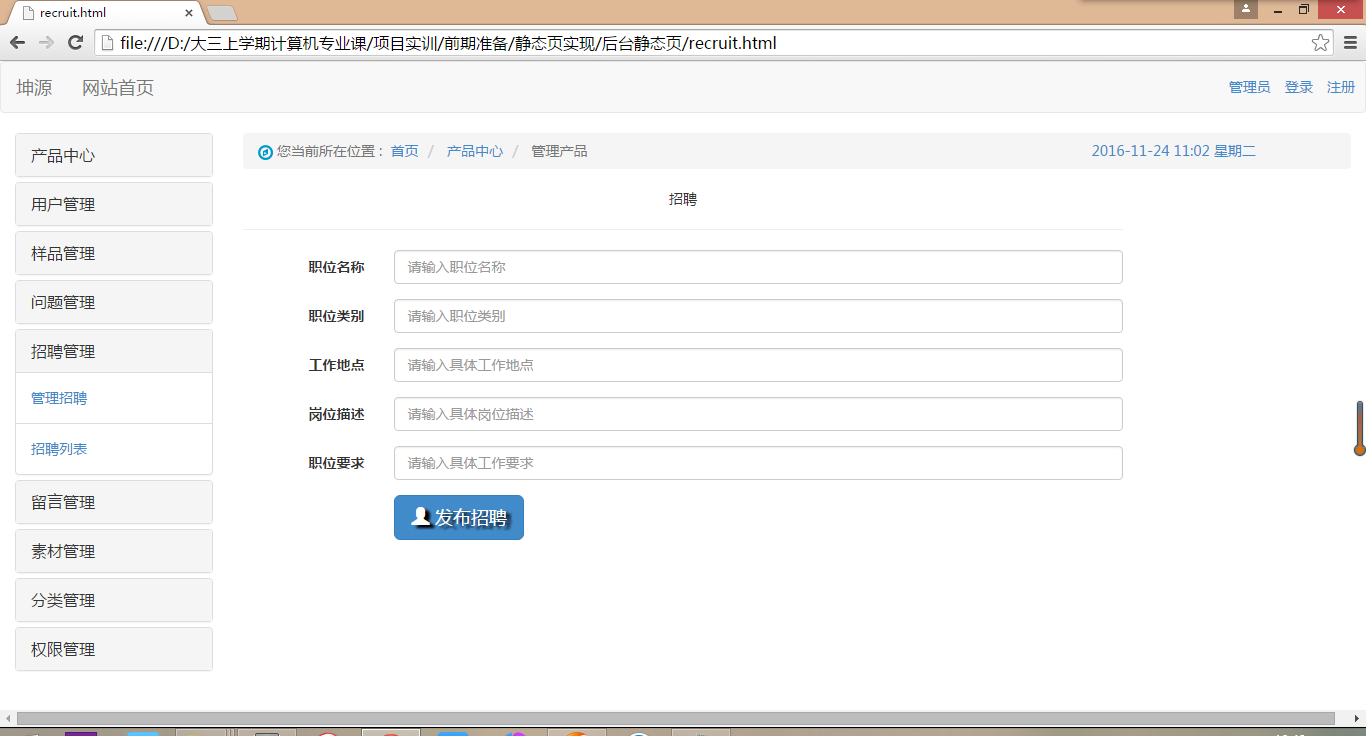 recruit.html
file:///D:/大三上学期计算机专业课/项目实训/前期准备/静态页实现/后台静态页/recruit.html
坤源 网站首页 管理员 登录 注册
您当前所在位置： 首页 / 产品中心 / 管理产品 2016-11-24 11:02 星期二
产品中心
用户管理
样品管理
问题管理
招聘管理
管理招聘
招聘列表
留言管理
素材管理
分类管理
权限管理
招聘
职位名称 请输入职位名称
职位类别 请输入职位类别
工作地点 请输入具体工作地点
岗位描述 请输入具体岗位描述
职位要求 请输入具体工作要求
发布招聘